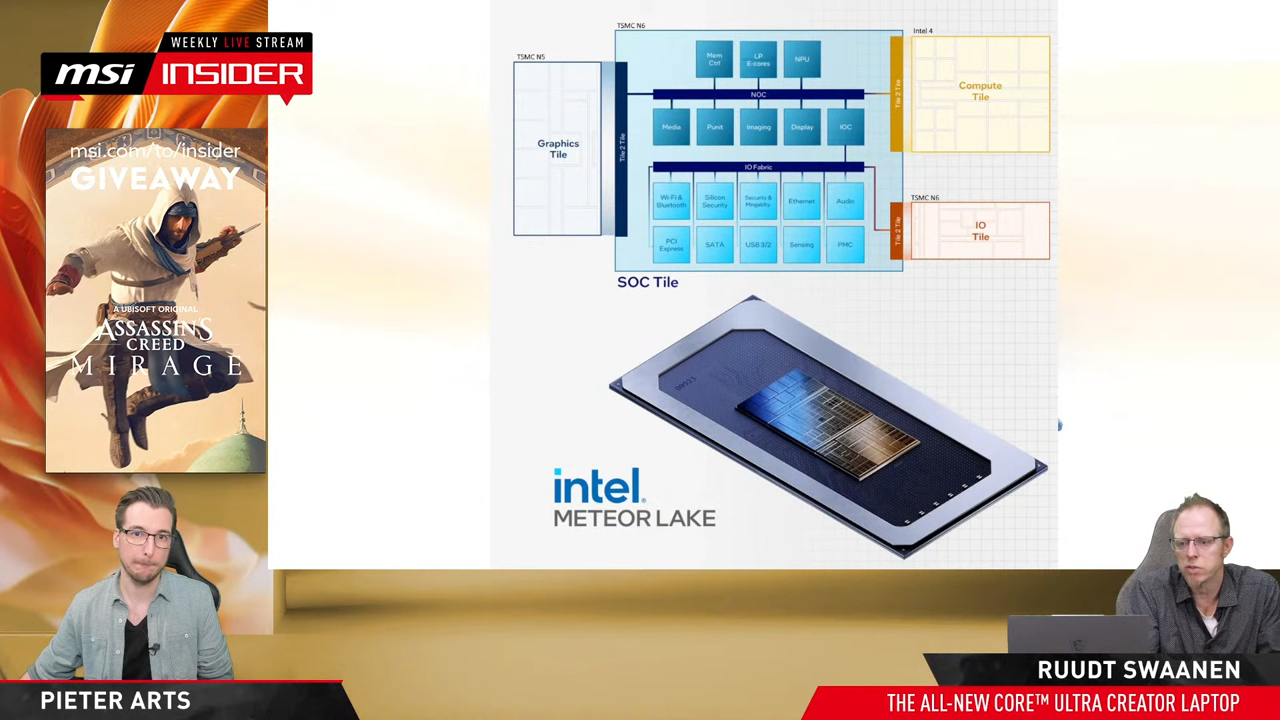 WEEKLY LIVE STREAM
msi INSIDER
msi.com/to/insider
GIVEAWAY
A UBISOFT ORIGINAL
ASSASSIN'S
CREED
MIRAGE
TSMC N6
TSMC N5
Intel 4
Graphics
Tile
Tile 2 Tile
Mem
Ctrl
LP
E-cores
NPU
NOC
Media
Punit
Imaging
Display
IOC
IO Fabric
Wi-Fi &
Bluetooth
Silicon
Security
Security &
Mngablty
Ethernet
Audio
PCI
Express
SATA
USB 3/2
Sensing
PMC
SOC Tile
Compute
Tile
TSMC N6
Tile 2 Tile
IO
Tile
intel.
METEOR LAKE
PIETER ARTS
RUUDT SWAANEN
THE ALL-NEW CORE™ ULTRA CREATOR LAPTOP